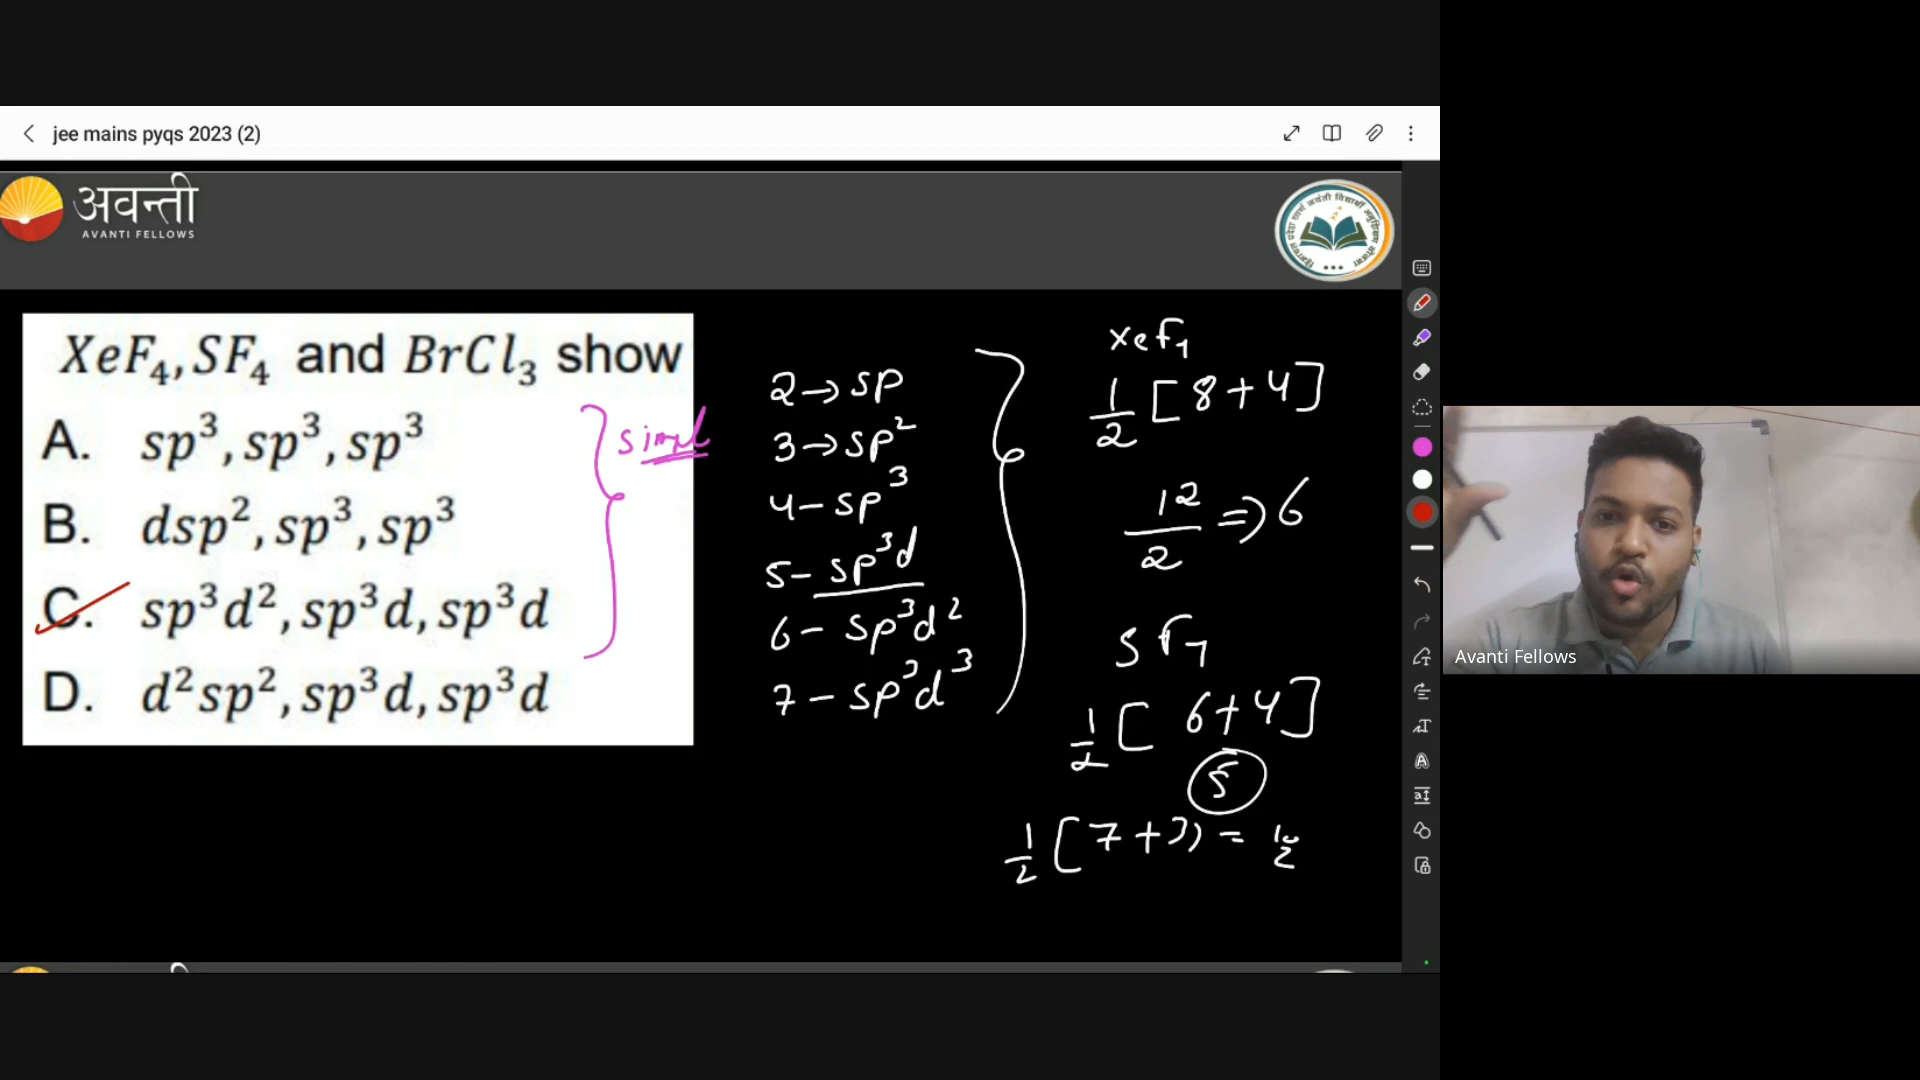 jee mains pyqs 2023 (2)
अवन्ती
AVANTI FELLOWS
XeF₄, SF₄ and BrCl₃ show
A. sp³, sp³, sp³
B. dsp², sp³, sp³
C. sp³d², sp³d, sp³d
D. d²sp², sp³d, sp³d
2→sp
3→sp²
4-sp³
5-sp³d
6-sp³d²
7-sp³d³
XeF₄
1/2 [8+4]
12/2 ⇒ 6
SF₄
1/2 [6+4]
5
1/2 [7+3) = 10/2
Avanti Fellows